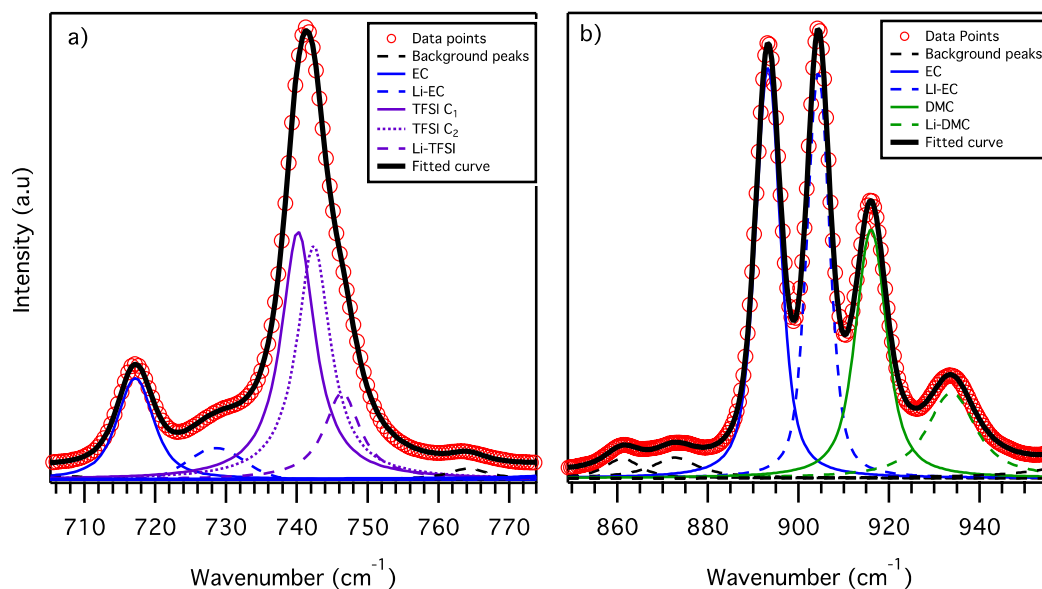 a)
Data points
Background peaks
EC
Li-EC
TFSI C₁
TFSI C₂
Li-TFSI
Fitted curve
Intensity (a.u)
710 720 730 740 750 760 770
Wavenumber (cm⁻¹)
b)
Data Points
Background peaks
EC
LI-EC
DMC
Li-DMC
Fitted curve
860 880 900 920 940
Wavenumber (cm⁻¹)